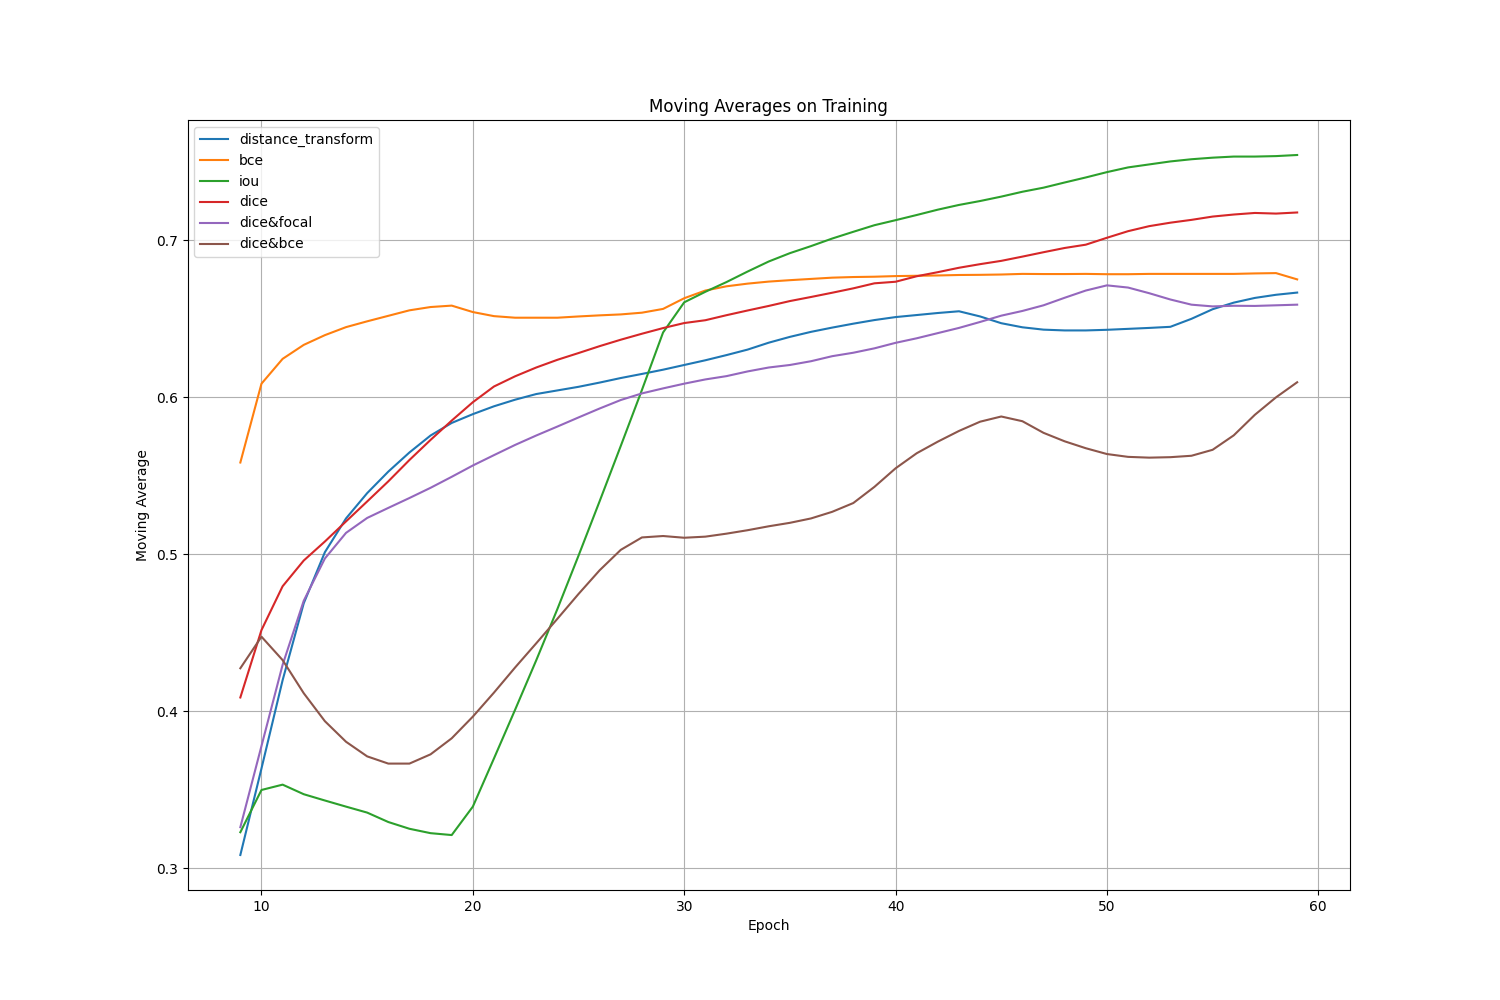 Moving Averages on Training
distance_transform
bce
iou
dice
dice&focal
dice&bce
Moving Average
0.7
0.6
0.5
0.4
0.3
10 20 30 40 50 60
Epoch